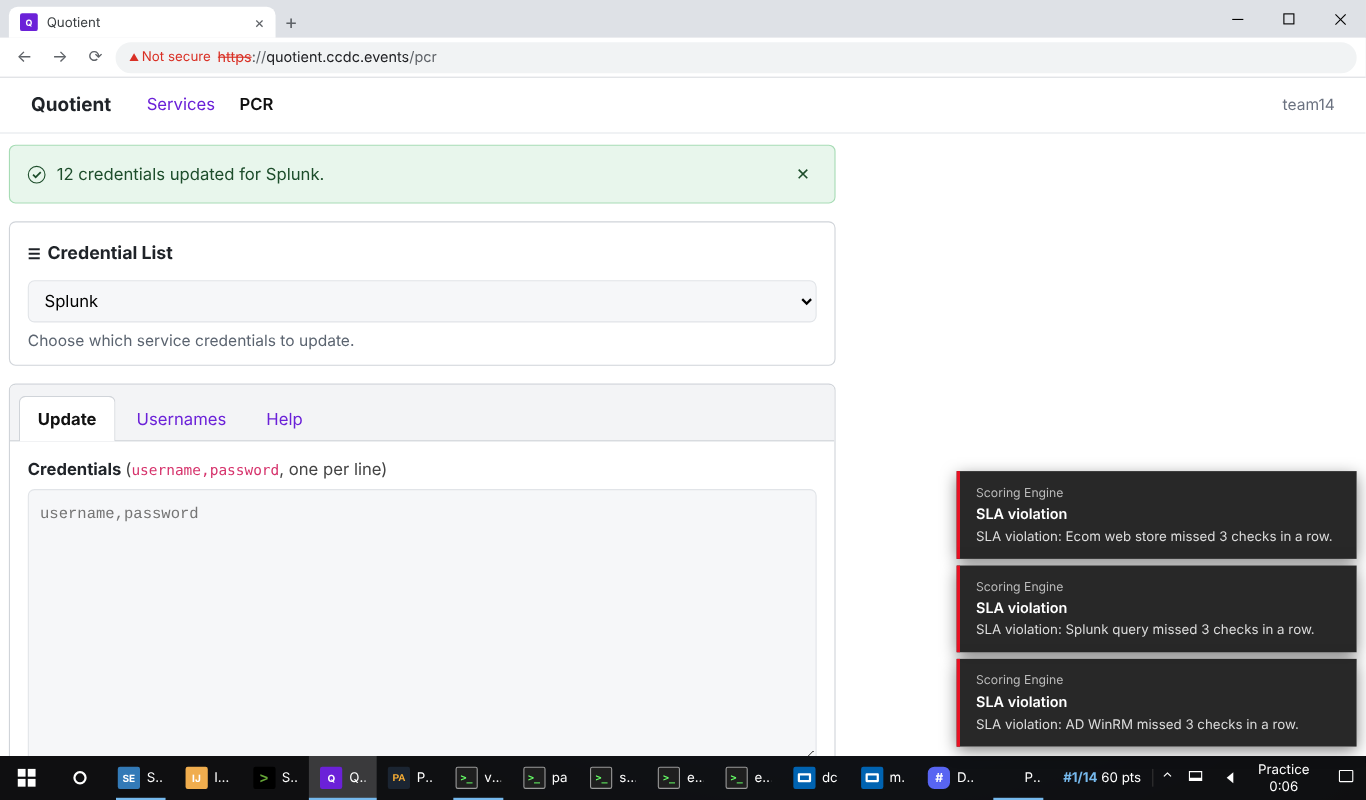 Q Quotient × +
Not secure https://quotient.ccdc.events/pcr
Quotient Services PCR team14
12 credentials updated for Splunk. ×
Credential List
Splunk
Choose which service credentials to update.
Update Usernames Help
Credentials (username,password, one per line)
username,password
Scoring Engine
SLA violation
SLA violation: Ecom web store missed 3 checks in a row.
Scoring Engine
SLA violation
SLA violation: Splunk query missed 3 checks in a row.
Scoring Engine
SLA violation
SLA violation: AD WinRM missed 3 checks in a row.
SE S.. IJ I... > S.. Q Q.. PA P.. >_ v... >_ pa >_ s... >_ e.. >_ e.. dc m. # D.. P.. #1/14 60 pts Practice
0:06